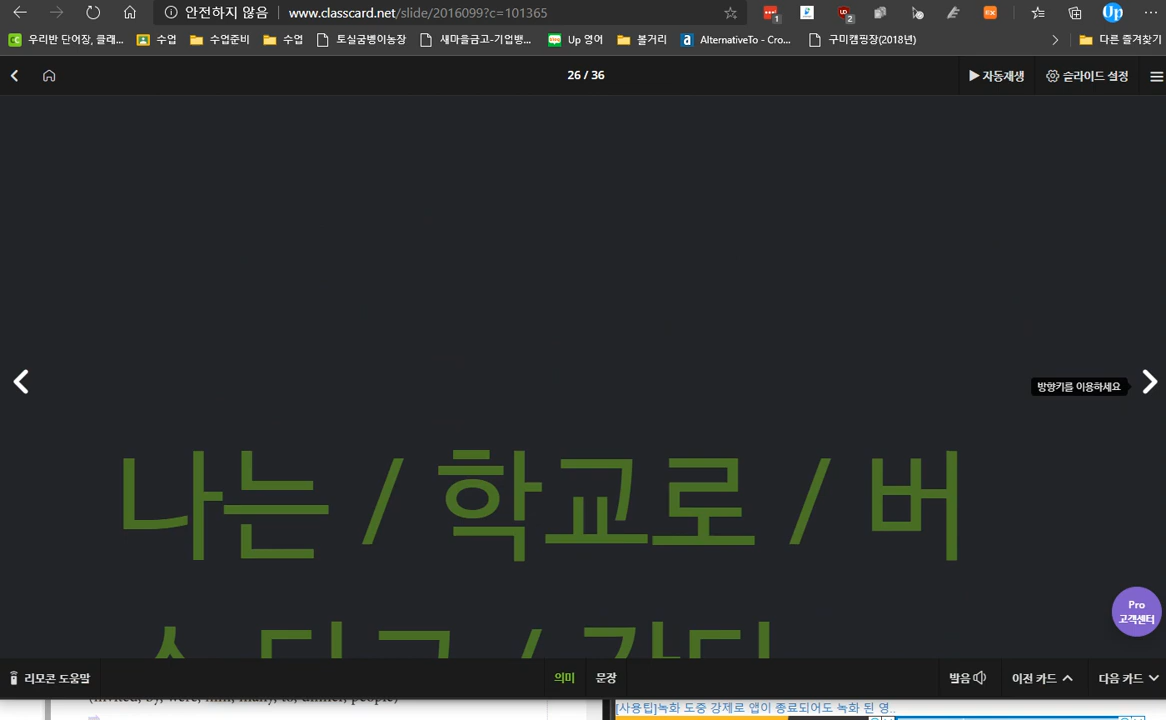 안전하지 않음 | www.classcard.net/slide/2016099?c=101365
1 UD 2 EX Up
CC 우리반 단어장, 클래... 수업 수업준비 수업 토실궁뱅이농장 새마을금고-기업뱅... Up 영어 볼거리 a AlternativeTo - Cro... 구미캠핑장(2018년) 다른 즐겨찾기
26 / 36 자동재생 슬라이드 설정
방향키를 이용하세요
나는 / 학교로 / 버
Pro
고객센터
리모콘 도움말 의미 문장 발음 이전 카드 다음 카드
[사용팁]녹화 도중 강제로 앱이 종료되어도 녹화 된 영..